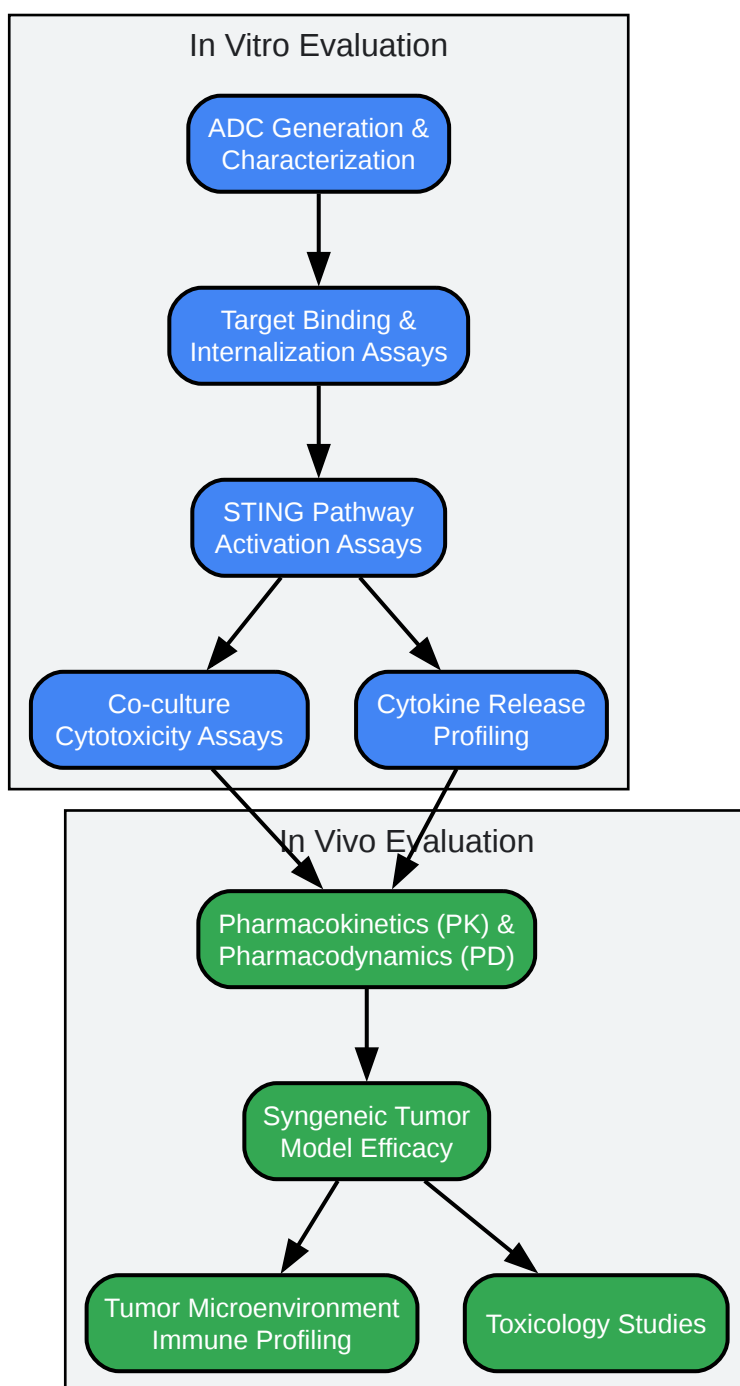 In Vitro Evaluation
ADC Generation &
Characterization
Target Binding &
Internalization Assays
STING Pathway
Activation Assays
Co-culture
Cytotoxicity Assays
Cytokine Release
Profiling
In Vivo Evaluation
Pharmacokinetics (PK) &
Pharmacodynamics (PD)
Syngeneic Tumor
Model Efficacy
Tumor Microenvironment
Immune Profiling
Toxicology Studies